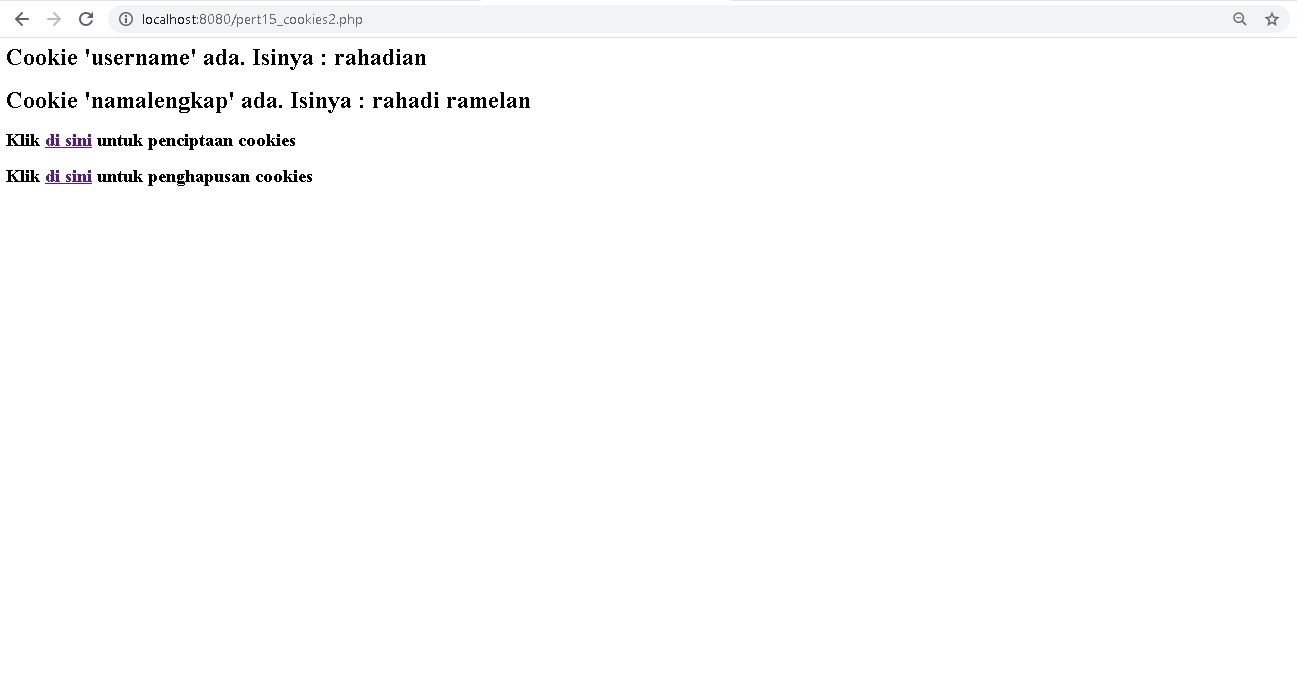 localhost:8080/pert15_cookies2.php
Cookie 'username' ada. Isinya : rahadian
Cookie 'namalengkap' ada. Isinya : rahadi ramelan
Klik di sini untuk penciptaan cookies
Klik di sini untuk penghapusan cookies